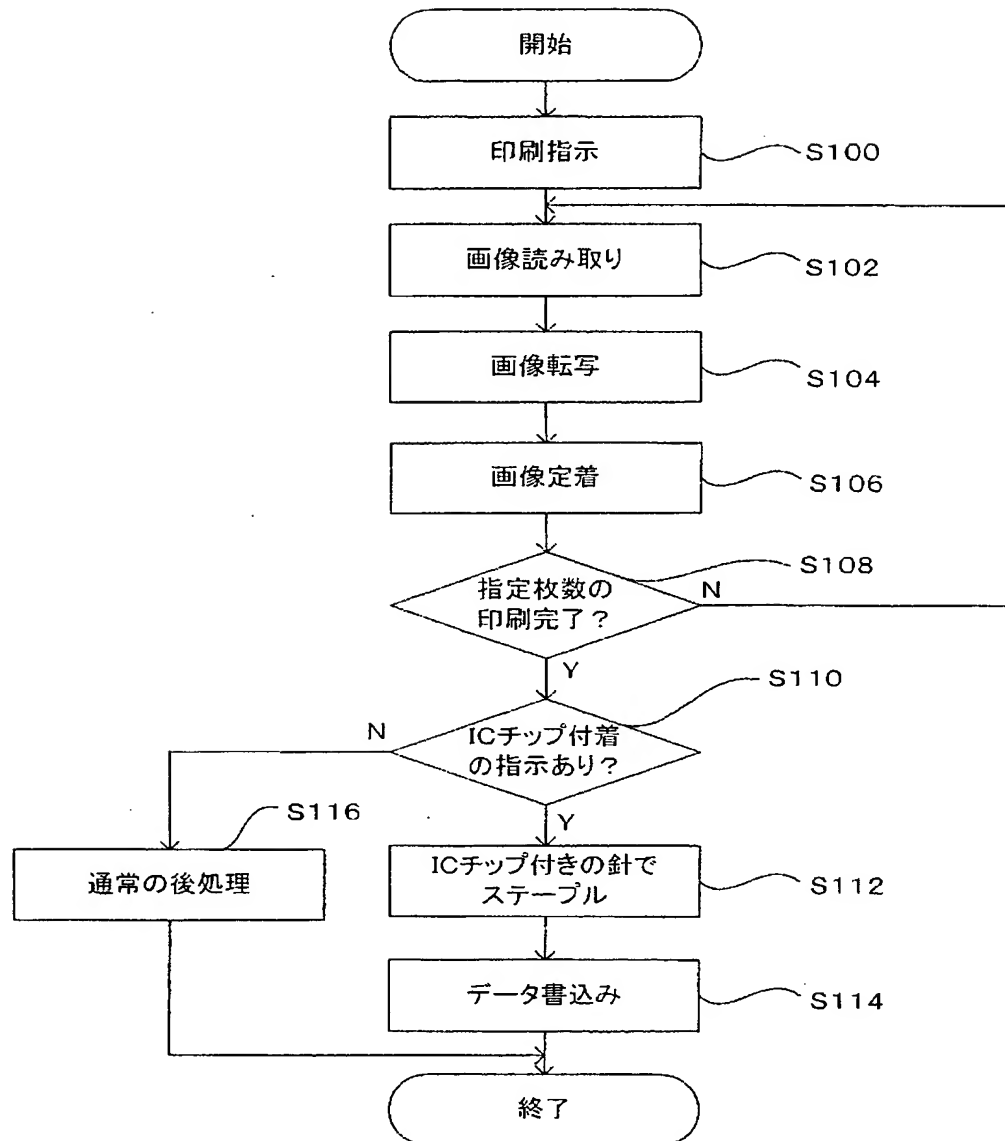 開始
印刷指示
S100
画像読み取り
S102
画像転写
S104
画像定着
S106
S108
指定枚数の
印刷完了？
N
Y
S110
ICチップ付着
の指示あり？
N
Y
S116
通常の後処理
ICチップ付きの針で
ステープル
S112
データ書込み
S114
終了